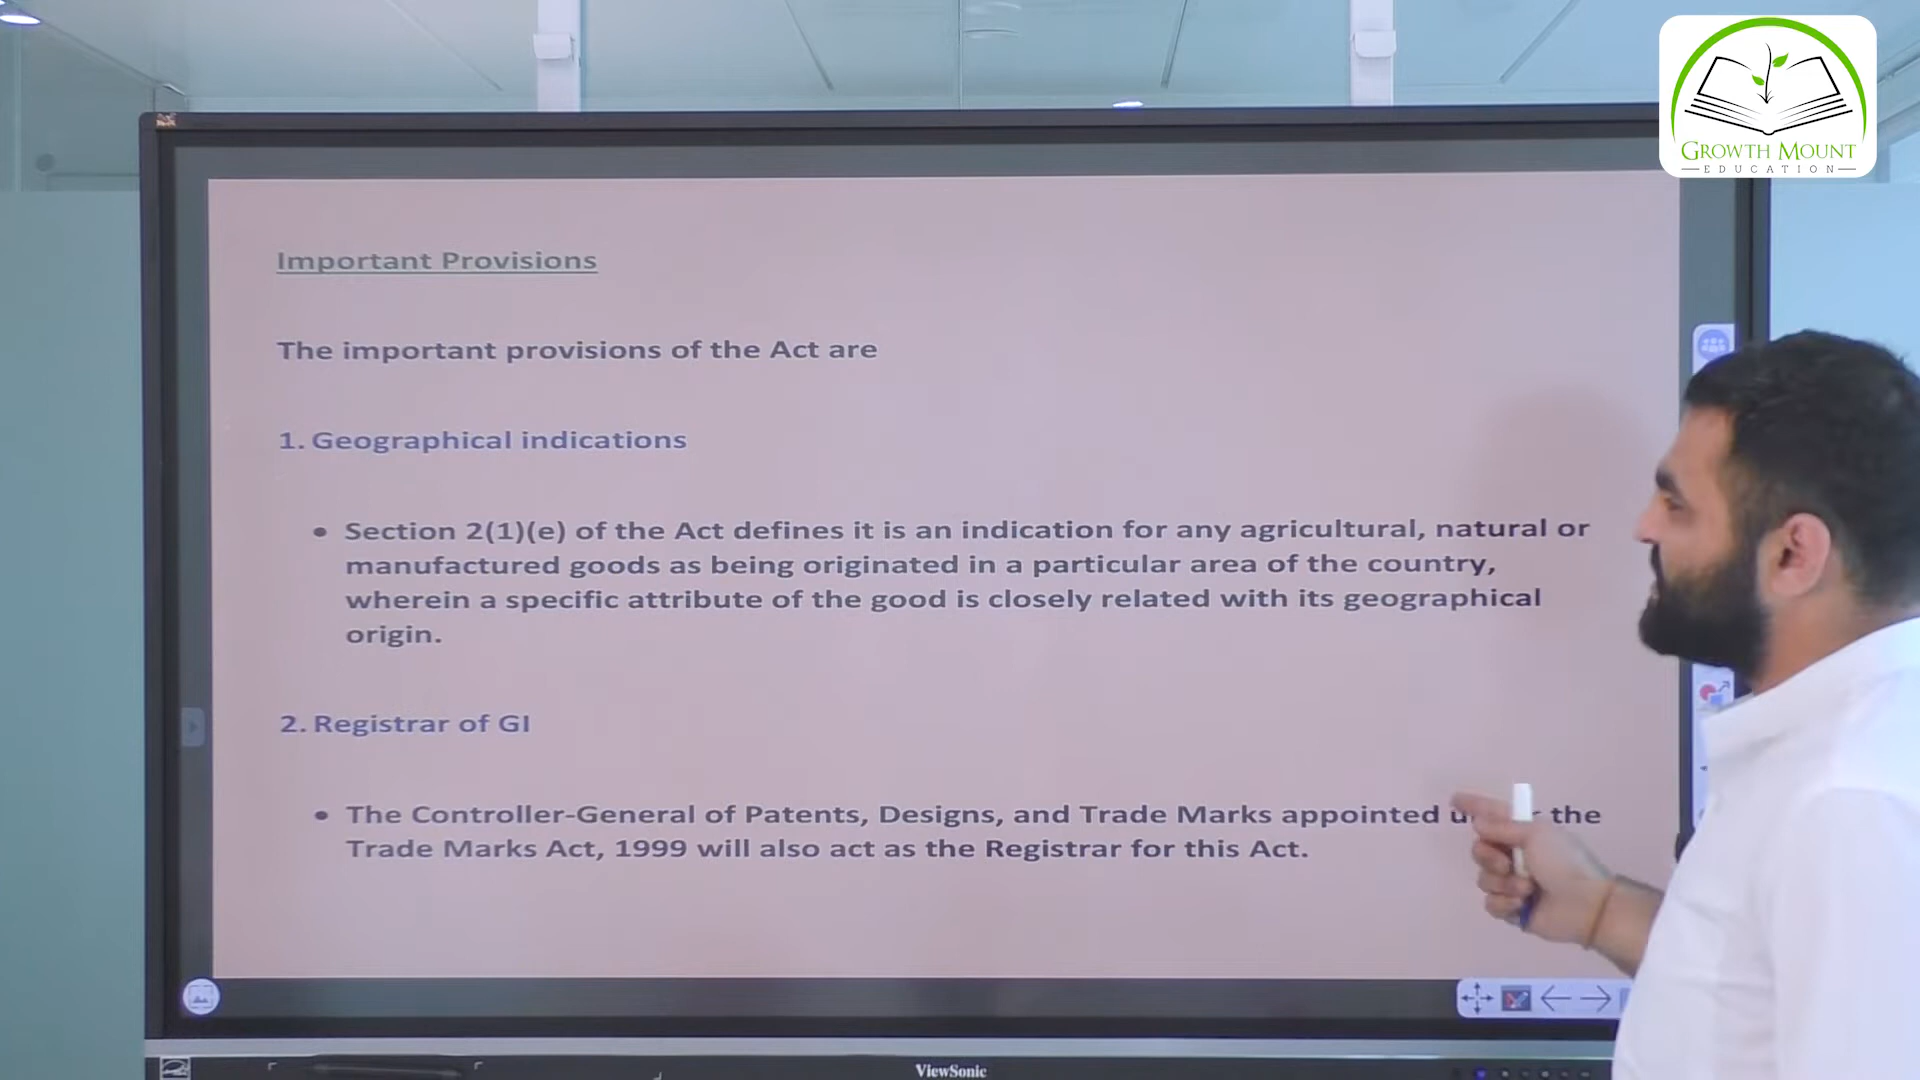 GROWTH MOUNT
EDUCATION
Important Provisions
The important provisions of the Act are
1. Geographical indications
• Section 2(1)(e) of the Act defines it is an indication for any agricultural, natural or
manufactured goods as being originated in a particular area of the country,
wherein a specific attribute of the good is closely related with its geographical
origin.
2. Registrar of GI
• The Controller-General of Patents, Designs, and Trade Marks appointed the
Trade Marks Act, 1999 will also act as the Registrar for this Act.
ViewSonic